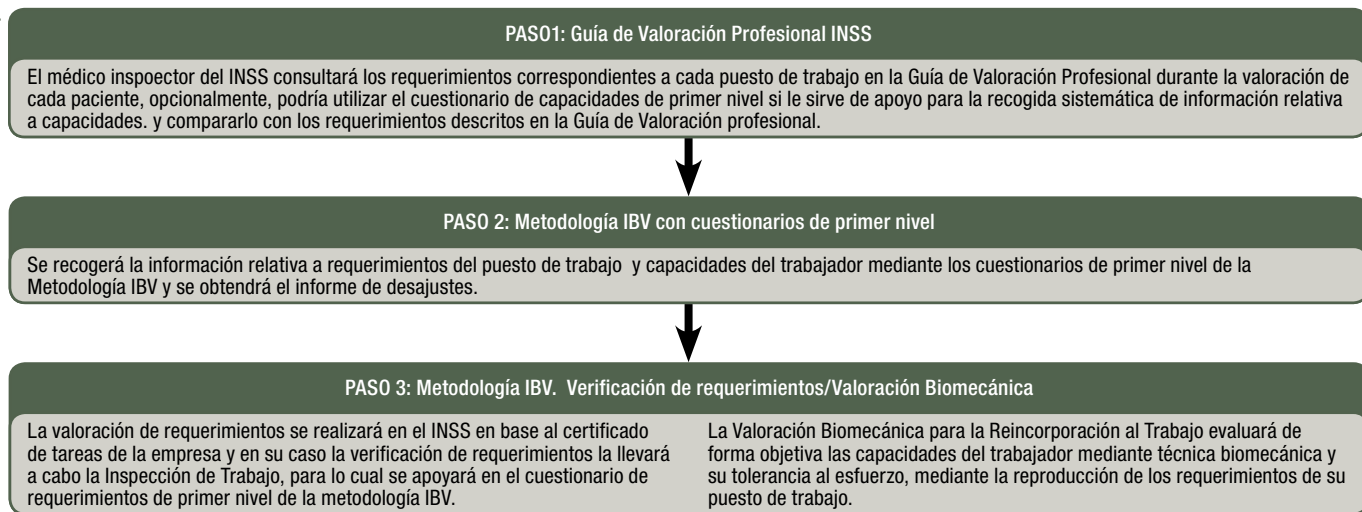 PASO1: Guía de Valoración Profesional INSS
El médico inspoector del INSS consultará los requerimientos correspondientes a cada puesto de trabajo en la Guía de Valoración Profesional durante la valoración de
cada paciente, opcionalmente, podría utilizar el cuestionario de capacidades de primer nivel si le sirve de apoyo para la recogida sistemática de información relativa
a capacidades. y compararlo con los requerimientos descritos en la Guía de Valoración profesional.
PASO 2: Metodología IBV con cuestionarios de primer nivel
Se recogerá la información relativa a requerimientos del puesto de trabajo y capacidades del trabajador mediante los cuestionarios de primer nivel de la
Metodología IBV y se obtendrá el informe de desajustes.
PASO 3: Metodología IBV. Verificación de requerimientos/Valoración Biomecánica
La valoración de requerimientos se realizará en el INSS en base al certificado
de tareas de la empresa y en su caso la verificación de requerimientos la llevará
a cabo la Inspección de Trabajo, para lo cual se apoyará en el cuestionario de
requerimientos de primer nivel de la metodología IBV.
La Valoración Biomecánica para la Reincorporación al Trabajo evaluará de
forma objetiva las capacidades del trabajador mediante técnica biomecánica y
su tolerancia al esfuerzo, mediante la reproducción de los requerimientos de su
puesto de trabajo.